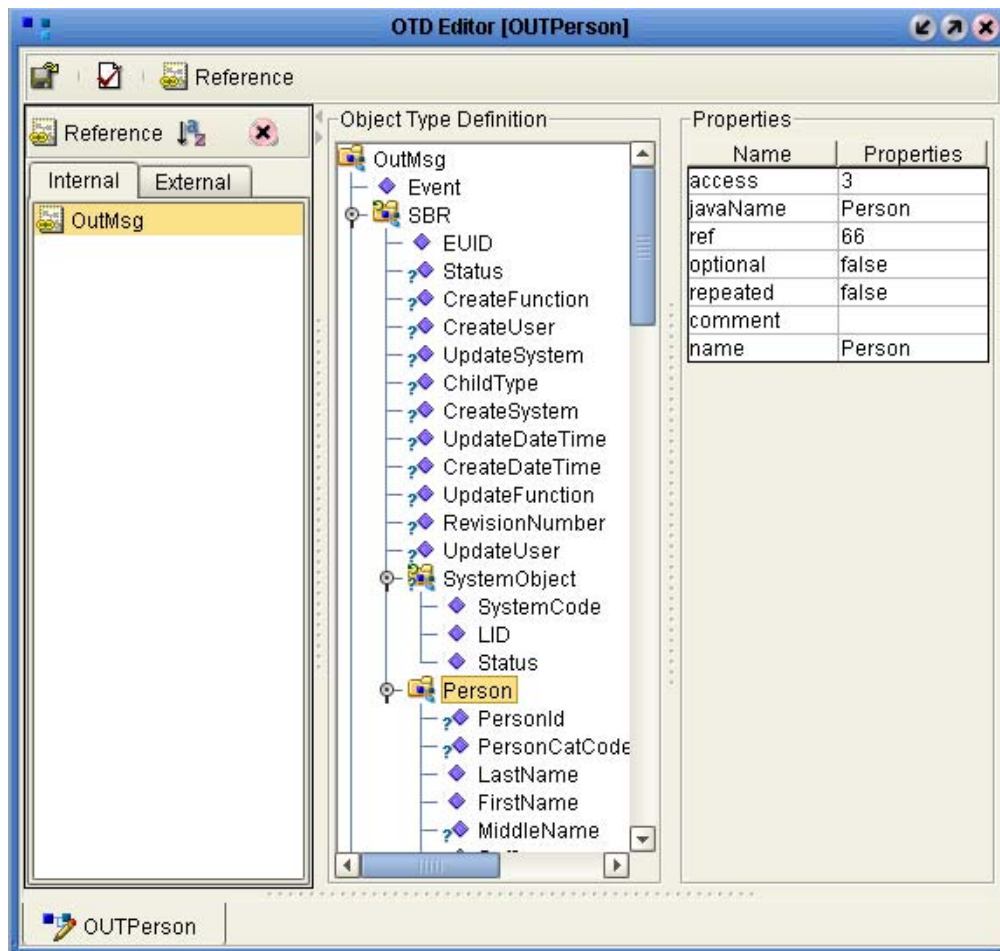 OTD Editor [OUTPerson]
Reference
Reference
Internal External
OutMsg
Object Type Definition
OutMsg
Event
SBR
EUID
? Status
? CreateFunction
? CreateUser
? UpdateSystem
? ChildType
? CreateSystem
? UpdateDateTime
? CreateDateTime
? UpdateFunction
? RevisionNumber
? UpdateUser
SystemObject
SystemCode
LID
Status
Person
? PersonId
? PersonCatCode
LastName
FirstName
? MiddleName
Properties
Name Properties
access 3
javaName Person
ref 66
optional false
repeated false
comment
name Person
OUTPerson